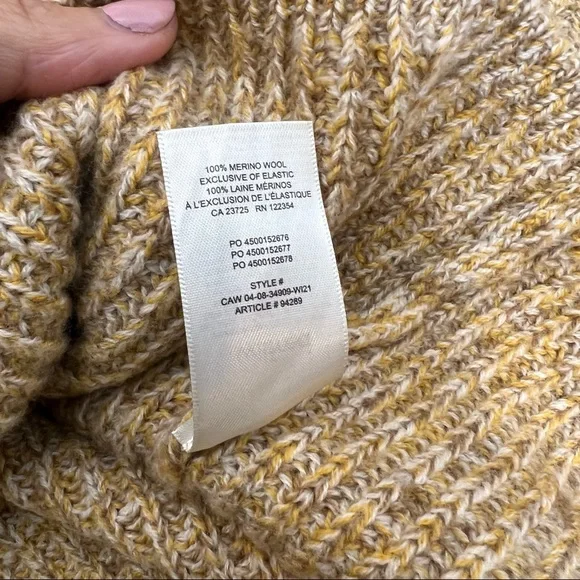 100% MERINO WOOL
EXCLUSIVE OF ELASTIC
100% LAINE MÉRINOS
À L'EXCLUSION DE L'ÉLASTIQUE
CA 23725 RN 122354
PO 4500152676
PO 4500152677
PO 4500152678
STYLE #
CAW 04-08-34909-WI21
ARTICLE # 94289